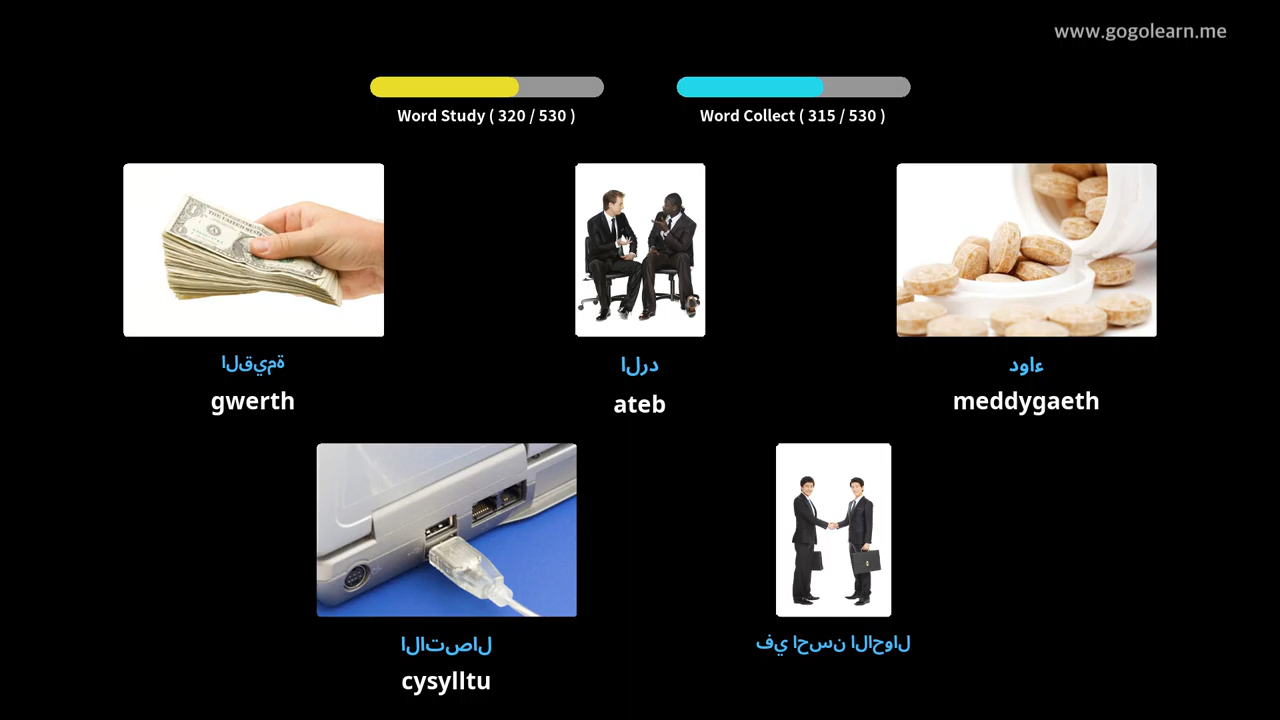 www.gogolearn.me
Word Study ( 320 / 530 )
Word Collect ( 315 / 530 )
القيمة
gwerth
الرد
ateb
دواء
meddygaeth
الاتصال
cysylltu
في احسن الاحوال